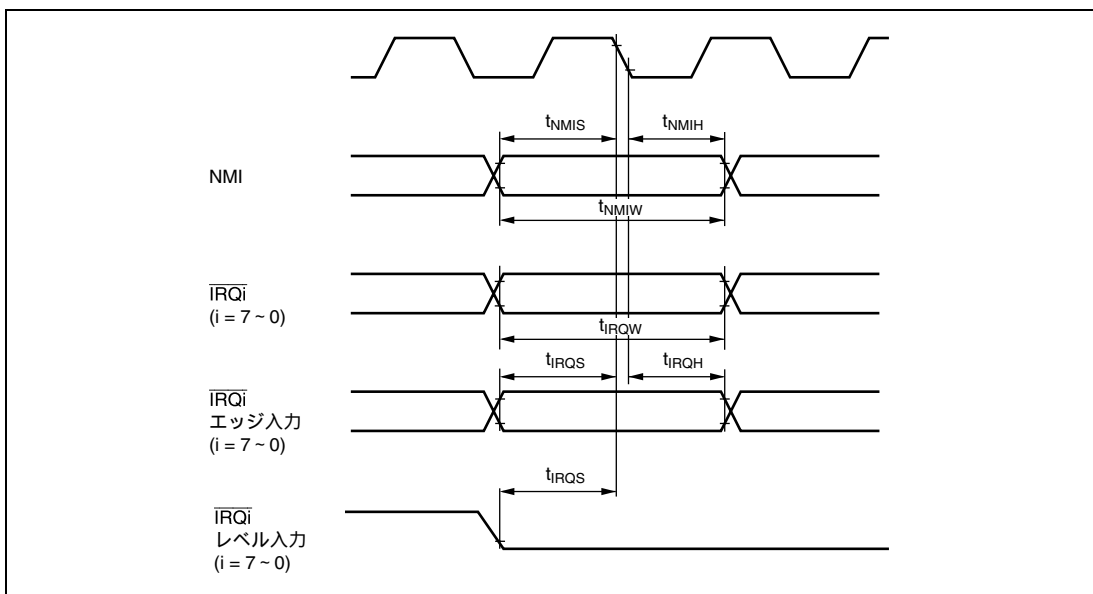 tNMIS
tNMIH
NMI
tNMIW
IRQi
(i = 7 ~ 0)
tIRQW
tIRQS
tIRQH
IRQi
エッジ入力
(i = 7 ~ 0)
tIRQS
IRQi
レベル入力
(i = 7 ~ 0)